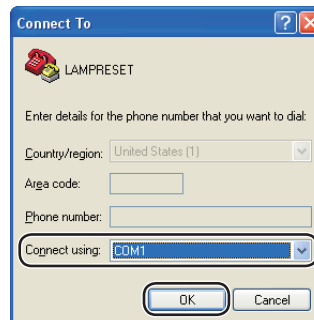 Connect To
LAMPRESET
Enter details for the phone number that you want to dial:
Country/region: United States (1)
Area code:
Phone number:
Connect using: COM1
OK Cancel